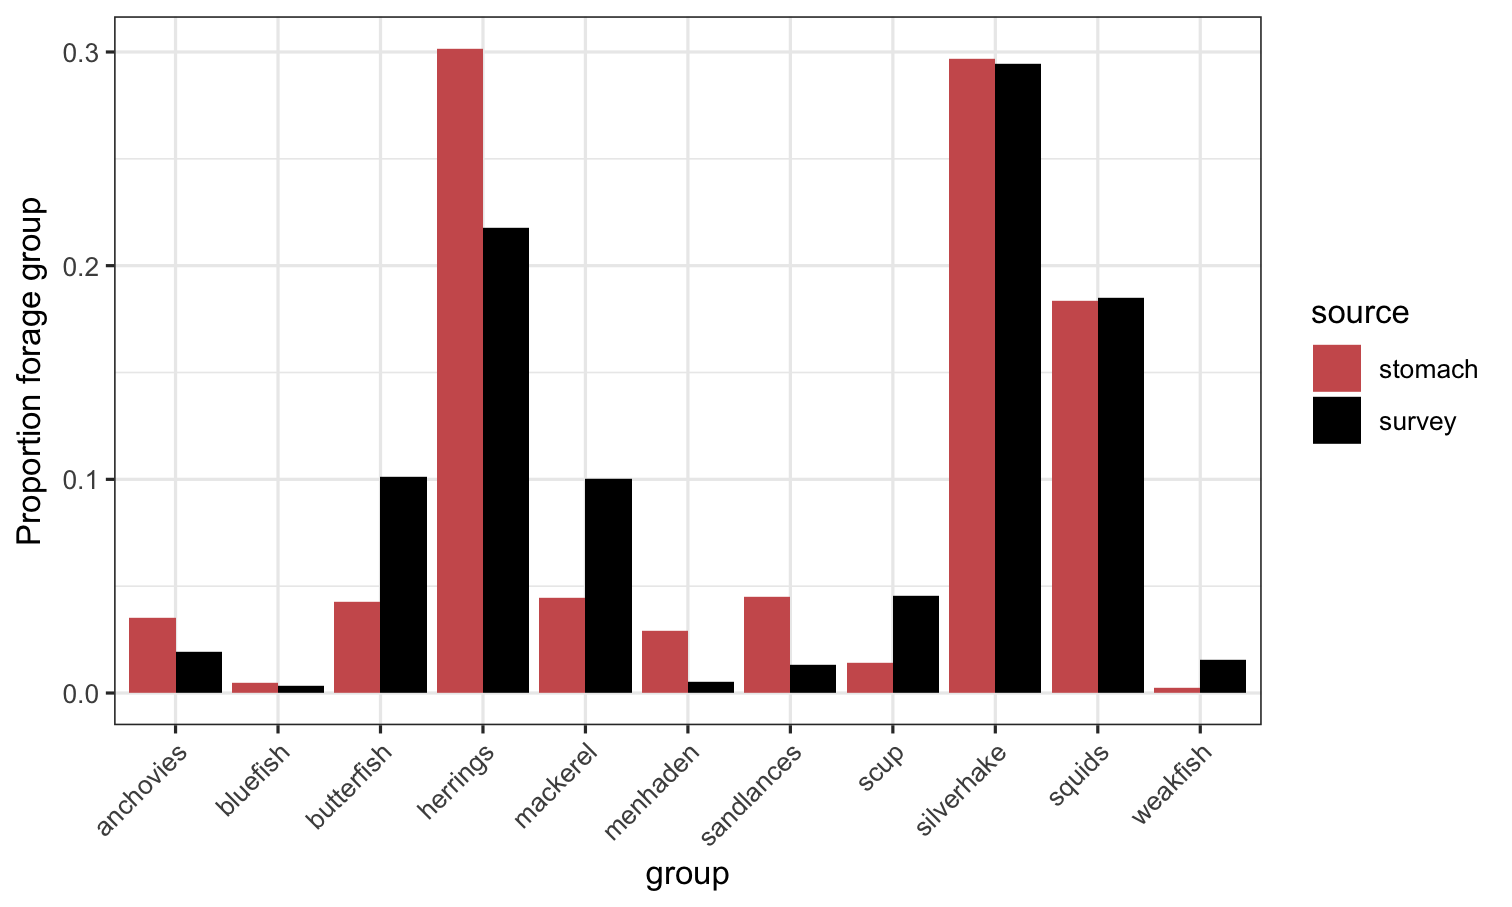 Proportion forage group
0.3
0.2
0.1
0.0
anchovies
bluefish
butterfish
herrings
mackerel
menhaden
sandlances
scup
silverhake
squids
weakfish
group
source
stomach
survey